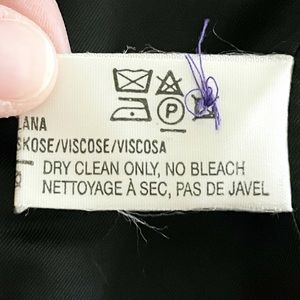 P
LANA
SKOSE/VISCOSE/VISCOSA
DRY CLEAN ONLY, NO BLEACH
NETTOYAGE À SEC, PAS DE JAVEL